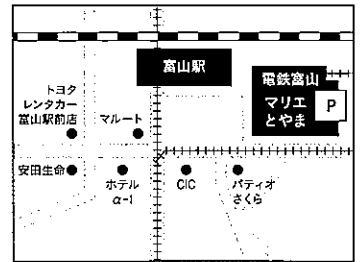 富山駅
電鉄富山
マリエ
とやま
P
トヨタ
レンタカー
富山駅前店
マルート
安田生命
ホテル
α-1
CIC
パティオ
さくら